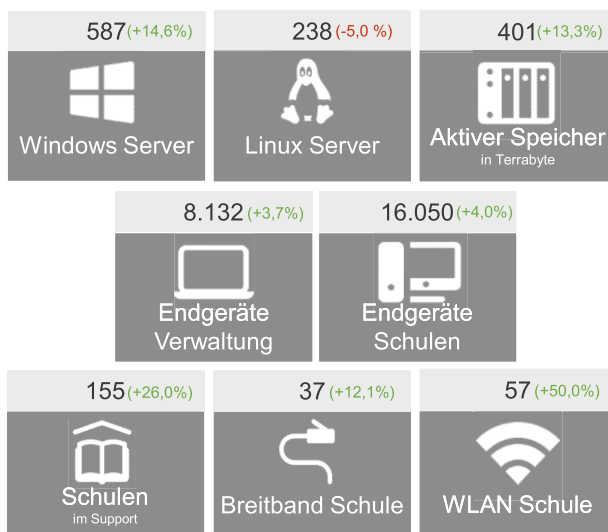 587(+14,6%)
Windows Server
238 (-5,0 %)
Linux Server
401(+13,3%)
Aktiver Speicher
in Terrabyte
8.132(+3,7%)
Endgeräte
Verwaltung
16.050(+4,0%)
Endgeräte
Schulen
155(+26,0%)
Schulen
im Support
37 (+12,1%)
Breitband Schule
57 (+50,0%)
WLAN Schule